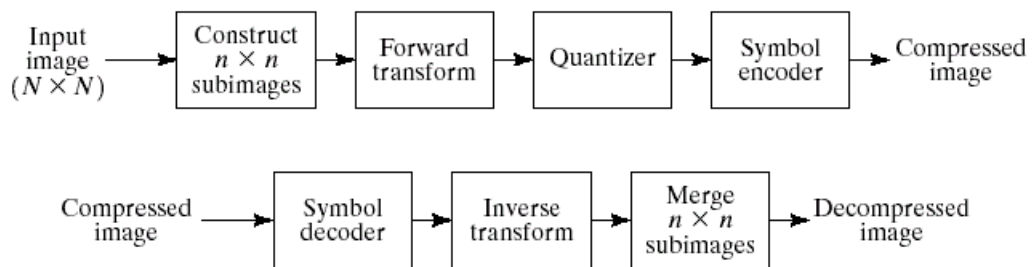 Input
image
(N × N)
Construct
n × n
subimages
Forward
transform
Quantizer
Symbol
encoder
Compressed
image
Compressed
image
Symbol
decoder
Inverse
transform
Merge
n × n
subimages
Decompressed
image